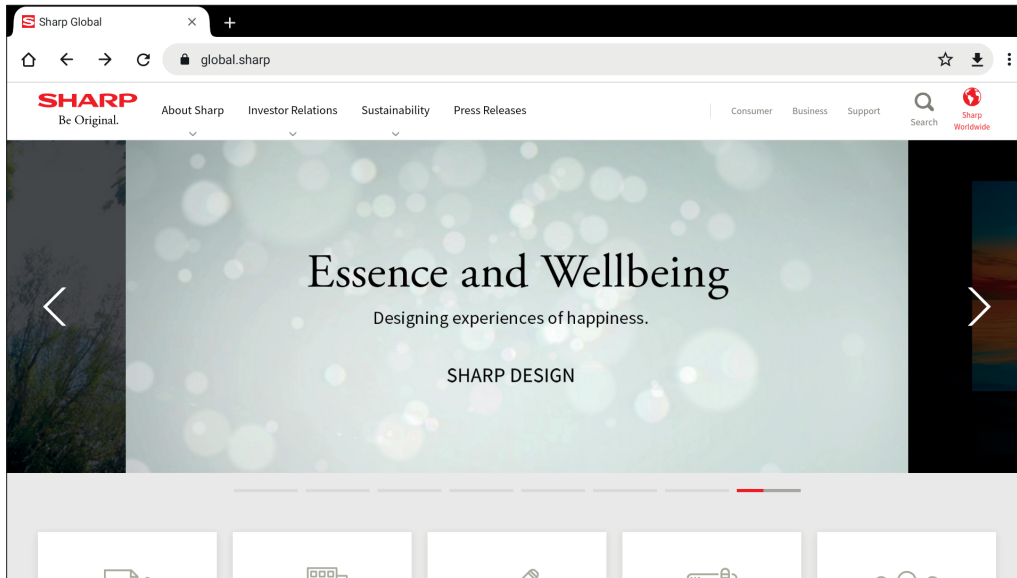 Sharp Global
global.sharp
SHARP
Be Original.
About Sharp Investor Relations Sustainability Press Releases
Consumer Business Support
Search
Sharp
Worldwide
Essence and Wellbeing
Designing experiences of happiness.
SHARP DESIGN